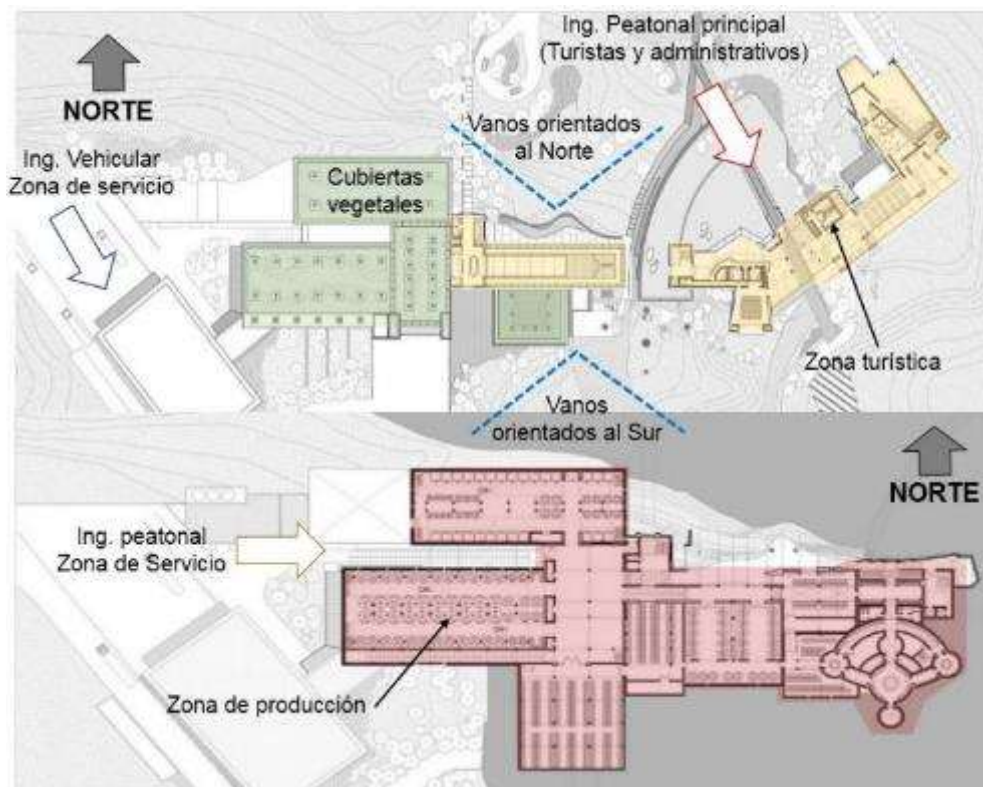 Ing. Peatonal principal
(Turistas y administrativos)
NORTE
Ing. Vehicular
Zona de servicio
Vanos orientados
al Norte
Cubiertas
vegetales
Zona turística
Vanos
orientados al Sur
NORTE
Ing. peatonal
Zona de Servicio
Zona de producción